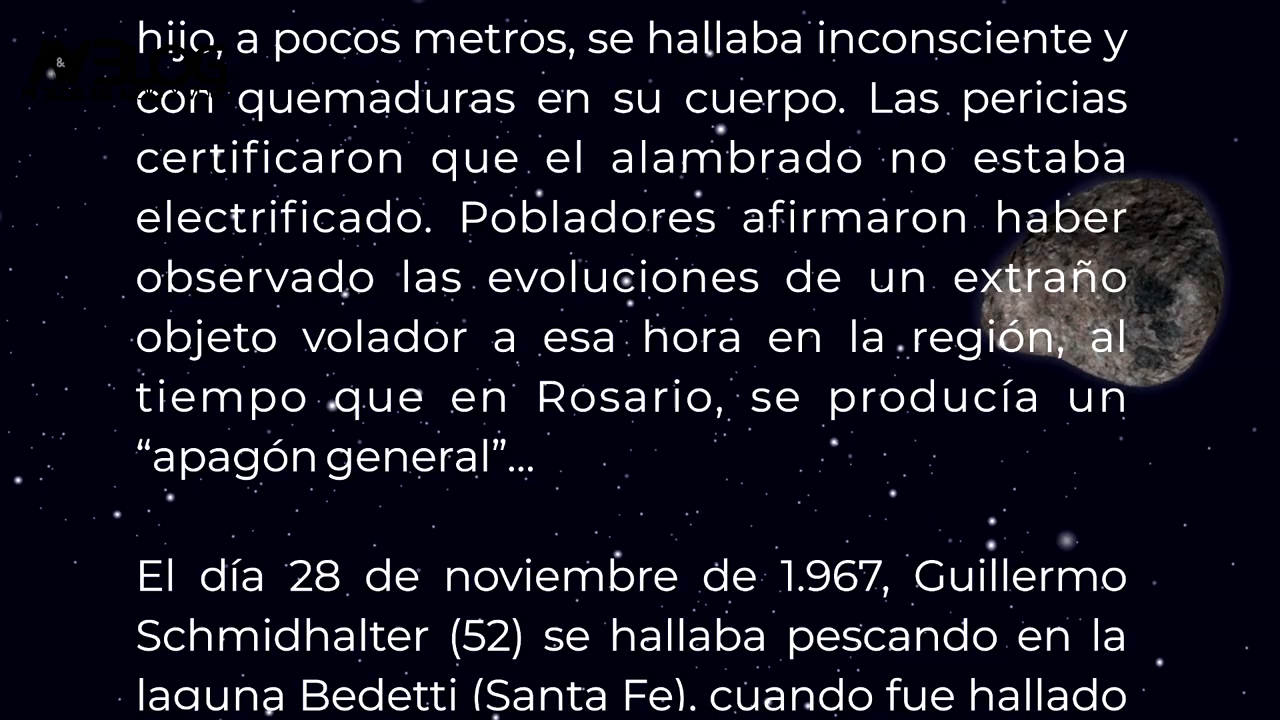 hijo, a pocos metros, se hallaba inconsciente y
con quemaduras en su cuerpo. Las pericias
certificaron que el alambrado no estaba
electrificado. Pobladores afirmaron haber
observado las evoluciones de un extraño
objeto volador a esa hora en la región, al
tiempo que en Rosario, se producía un
“apagón general”...
El día 28 de noviembre de 1.967, Guillermo
Schmidhalter (52) se hallaba pescando en la
laguna Bedetti (Santa Fe), cuando fue hallado